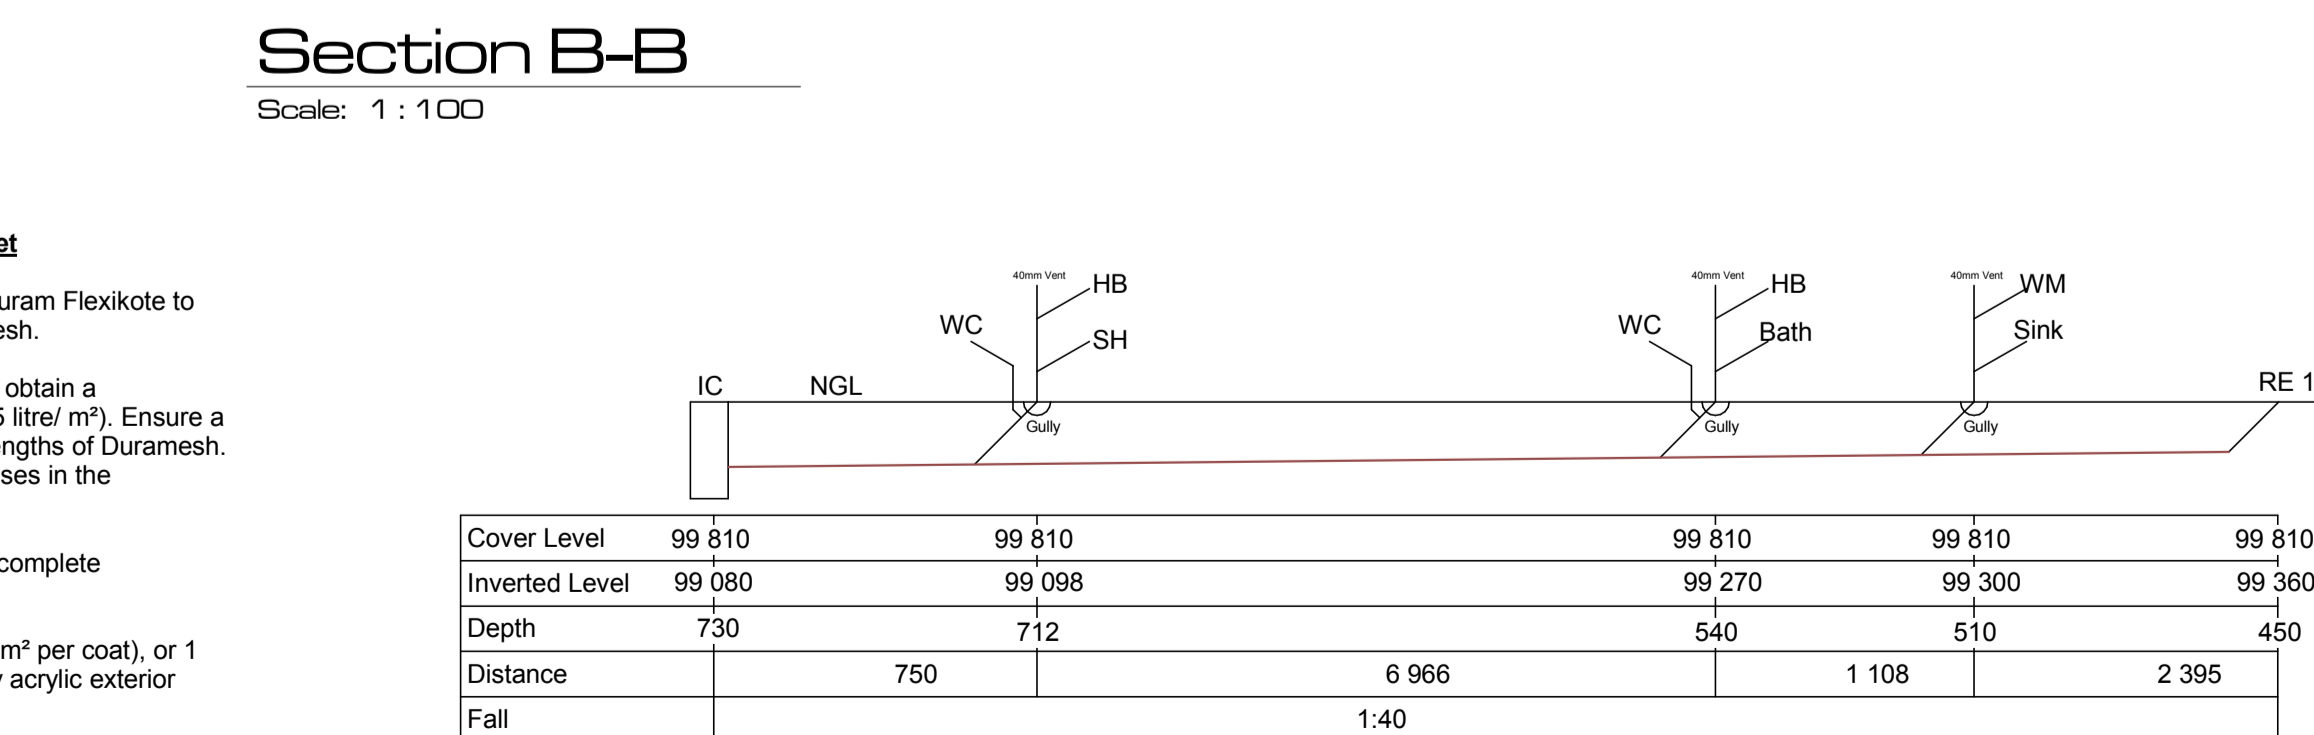 Section B-B
Scale: 1 : 100
et
uram Flexikote to
esh.
obtain a
5 litre/ m²). Ensure a
engths of Duramesh.
ses in the
complete
m² per coat), or 1
acrylic exterior
40mm Vent HB
WC SH
40mm Vent HB
WC Bath
40mm Vent WM
Sink
IC NGL RE 1
Gully Gully Gully
Cover Level 99 810 99 810 99 810 99 810 99 810
Inverted Level 99 080 99 098 99 270 99 300 99 360
Depth 730 712 540 510 450
Distance 750 6 966 1 108 2 395
Fall 1:40